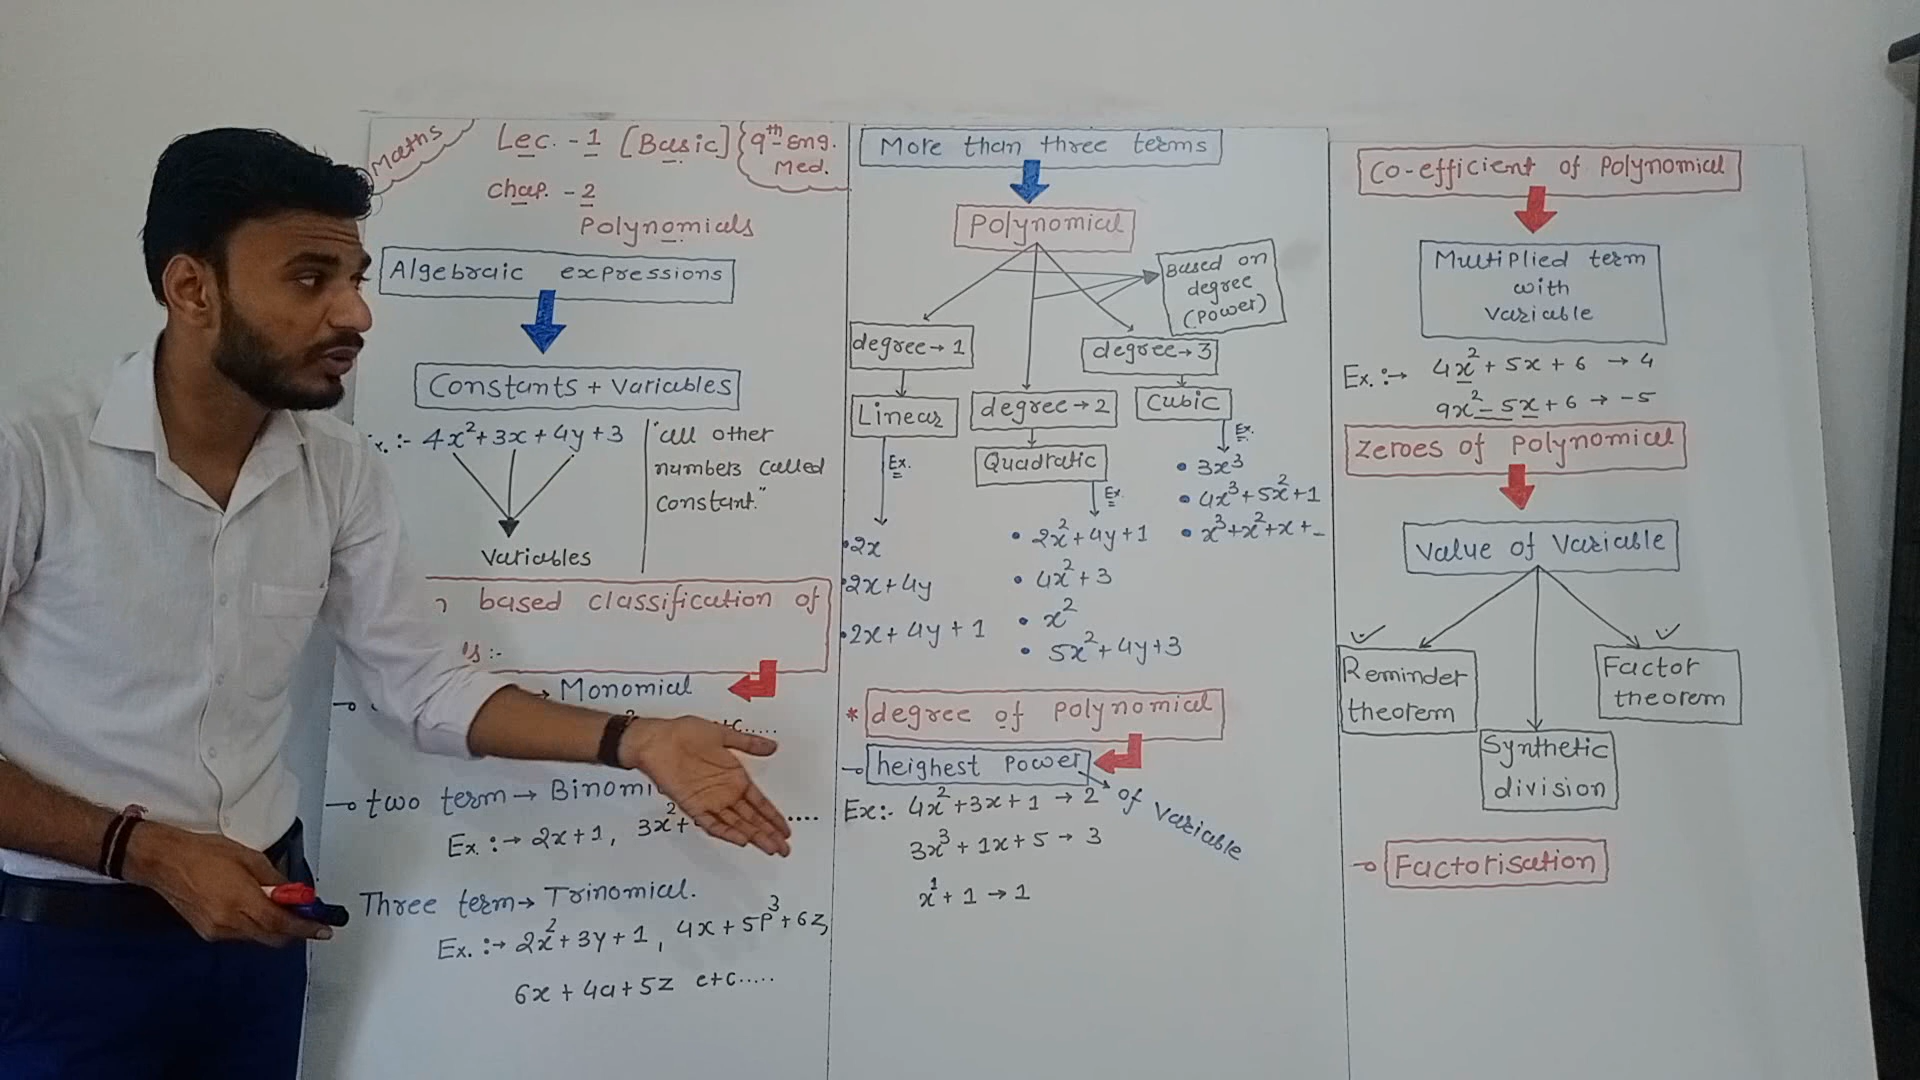 Maths
Lec. - 1 [Basic]
9th Eng.
Med.
Chap. - 2
Polynomials
Algebraic expressions
Constants + Variables
4x²+3x+4y+3
Variables
"all other
numbers called
Constant."
based classification of
Monomial
two term → Binomi
Ex. :→ 2x+1, 3x²+
Three term → Trinomial.
Ex. :→ 2x²+3y+1, 4x+5p³+6z,
6x+4a+5z etc.....
More than three terms
Polynomial
Based on
degree
(Power)
degree → 1
Linear
Ex.
• 2x
• 2x+4y
• 2x+4y+1
degree → 2
Quadratic
Ex.
• 2x²+4y+1
• 4x²+3
• x²
• 5x²+4y+3
degree → 3
Cubic
Ex.
• 3x³
• 4x³+5x²+1
• x³+x²+x+-
* degree of Polynomial
heighest Power
of Variable
Ex:- 4x²+3x+1 → 2
3x³+1x+5 → 3
x¹+1 → 1
Co-efficient of Polynomial
Multiplied term
with
Variable
Ex. :→ 4x²+5x+6 → 4
9x²-5x+6 → -5
Zeroes of Polynomial
Value of Variable
Reminder
theorem
Synthetic
division
Factor
theorem
Factorisation